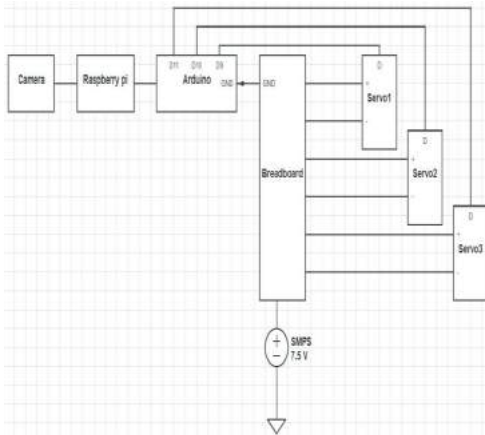 D11 D10 D9
Camera
Raspberry pi
Arduino
GND
GND
D
+
Servo1
-
D
+
Servo2
-
D
+
Servo3
-
Breadboard
+
-
SMPS
7.5 V